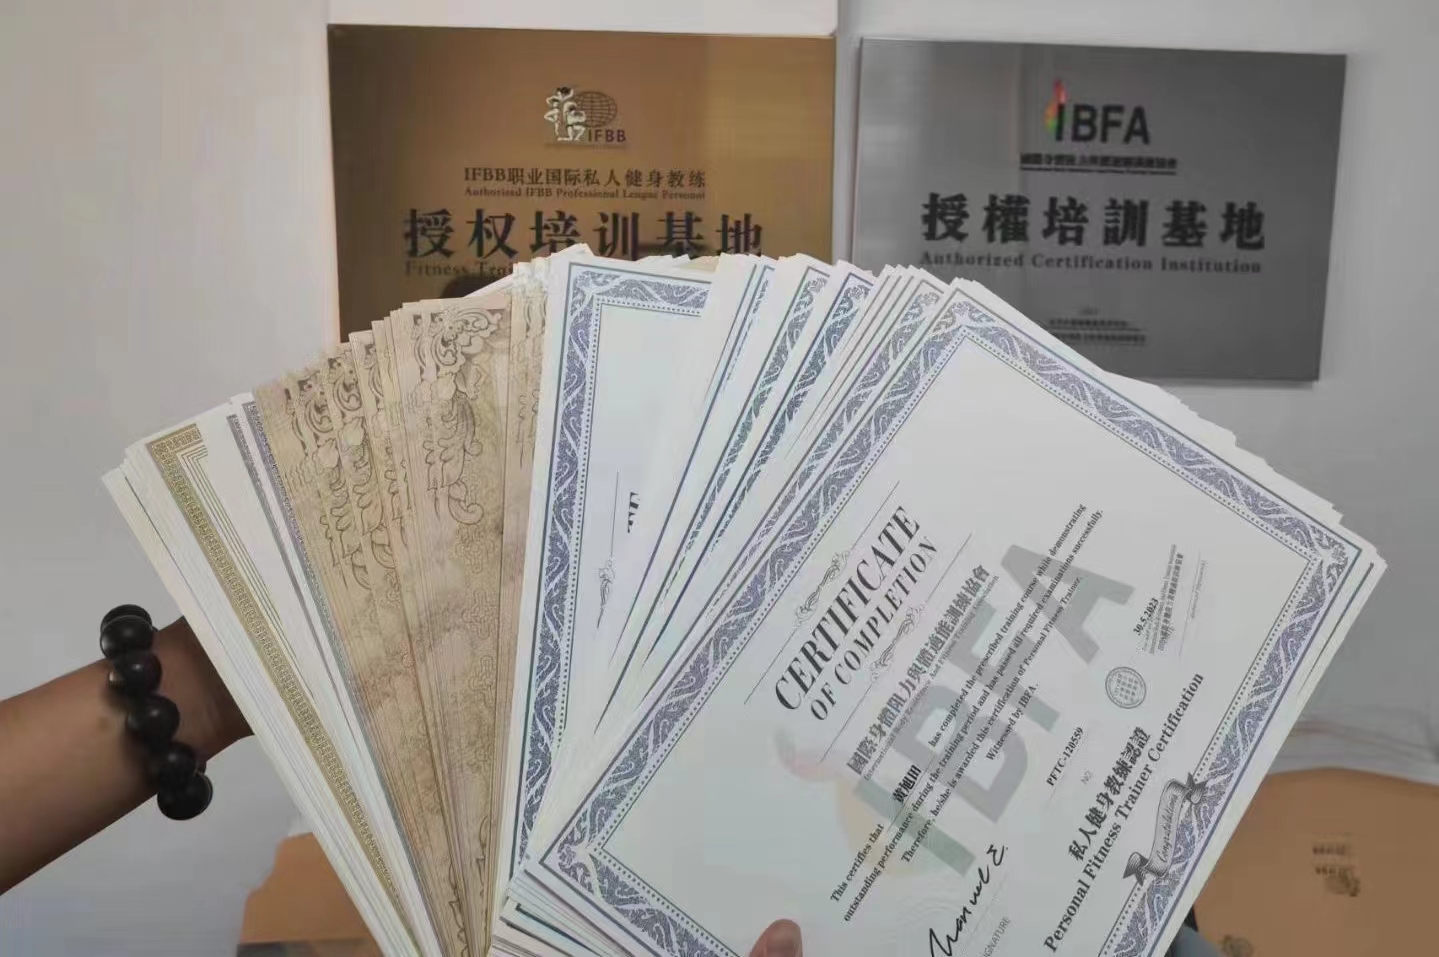 IFBB
IFBB职业国际私人健身教练
Authorized IFBB Professional League Personal
授权培训基地
Fitness
IBFA
授權培訓基地
Authorized Certification Institution
CERTIFICATE
OF COMPLETION
國際身體阻力與體適能訓練協會
This certifies that 黄旭田 has completed the prescribed training course while demonstrating
outstanding performance during the training period and has passed all required examinations successfully.
Therefore, he/she is awarded this certification of Personal Fitness Trainer.
Witnessed by IBFA.
IBFA
30.5.2023
PFTC-120559
NO
私人健身教練認證
Personal Fitness Trainer Certification
Congratulations